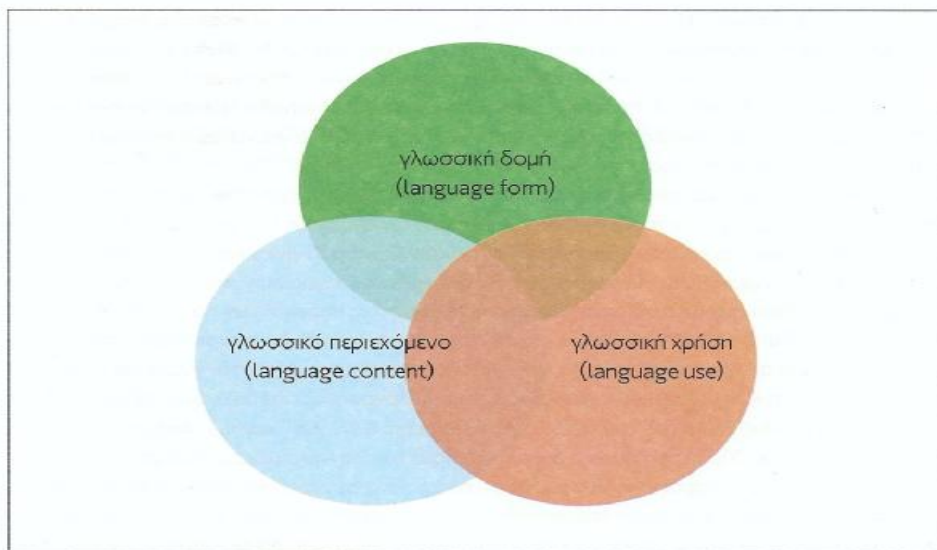 γλωσσική δομή
(language form)
γλωσσικό περιεχόμενο
(language content)
γλωσσική χρήση
(language use)